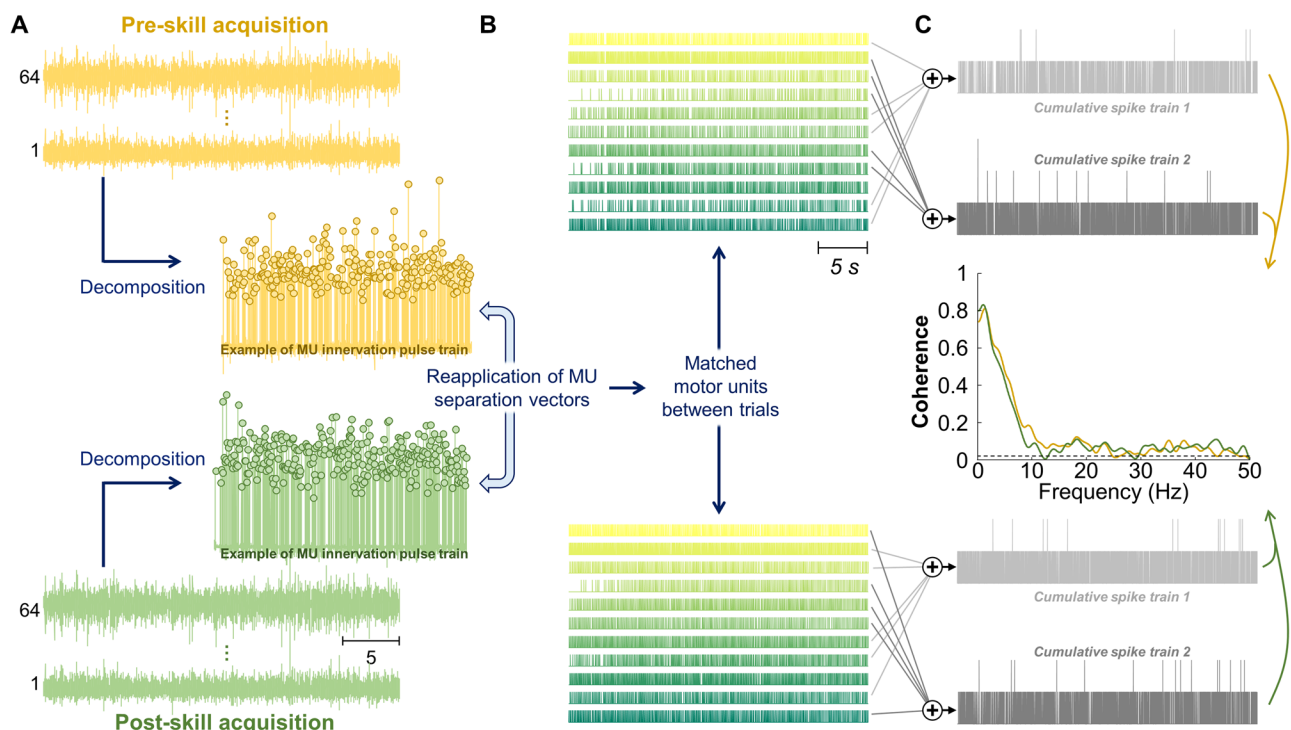 A
Pre-skill acquisition
64
1
Decomposition
Example of MU innervation pulse train
Decomposition
Example of MU innervation pulse train
64
1
5
Post-skill acquisition
Reapplication of MU
separation vectors
B
5 s
Matched
motor units
between trials
C
Cumulative spike train 1
Cumulative spike train 2
1
0.8
0.6
0.4
0.2
0
Coherence
0 10 20 30 40 50
Frequency (Hz)
Cumulative spike train 1
Cumulative spike train 2